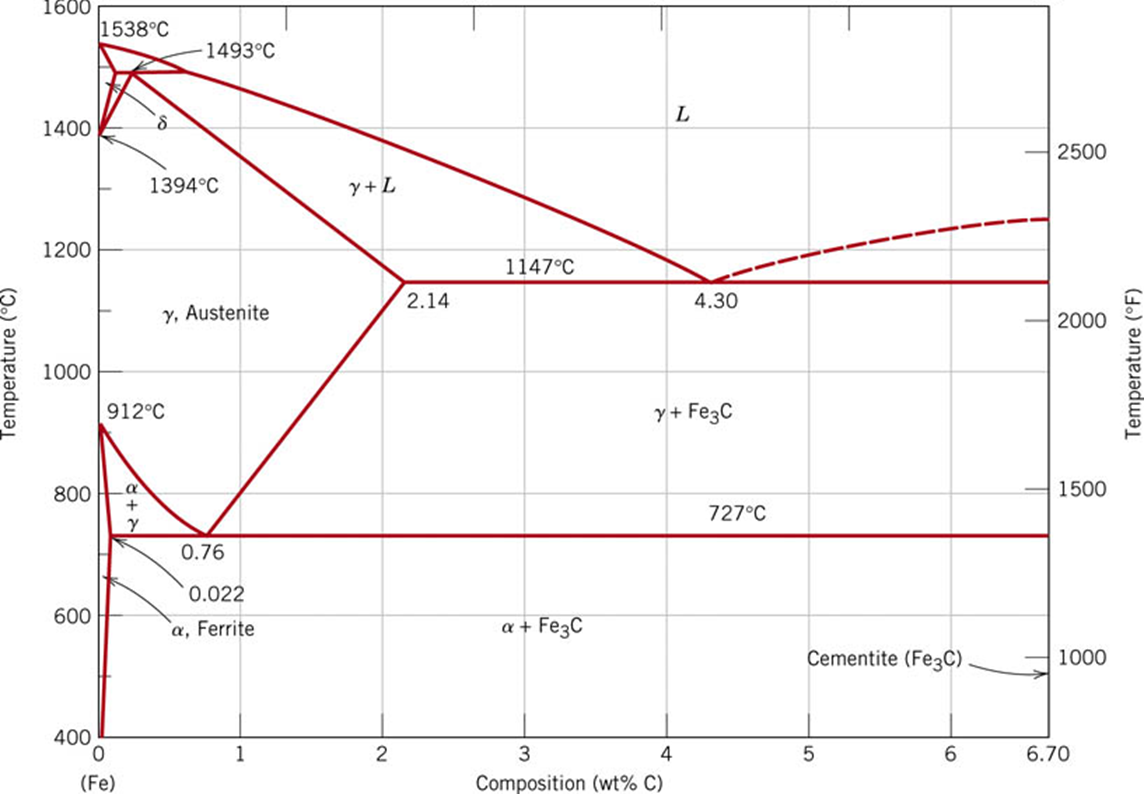 1600
1538°C
1493°C
δ
L
1400
2500
1394°C
γ + L
1200
1147°C
2.14
4.30
γ, Austenite
2000
Temperature (°C)
Temperature (°F)
1000
912°C
γ + Fe3C
800
α
+
γ
1500
727°C
0.76
0.022
600
α, Ferrite
α + Fe3C
Cementite (Fe3C)
1000
400
0
1
2
3
4
5
6
6.70
(Fe)
Composition (wt% C)